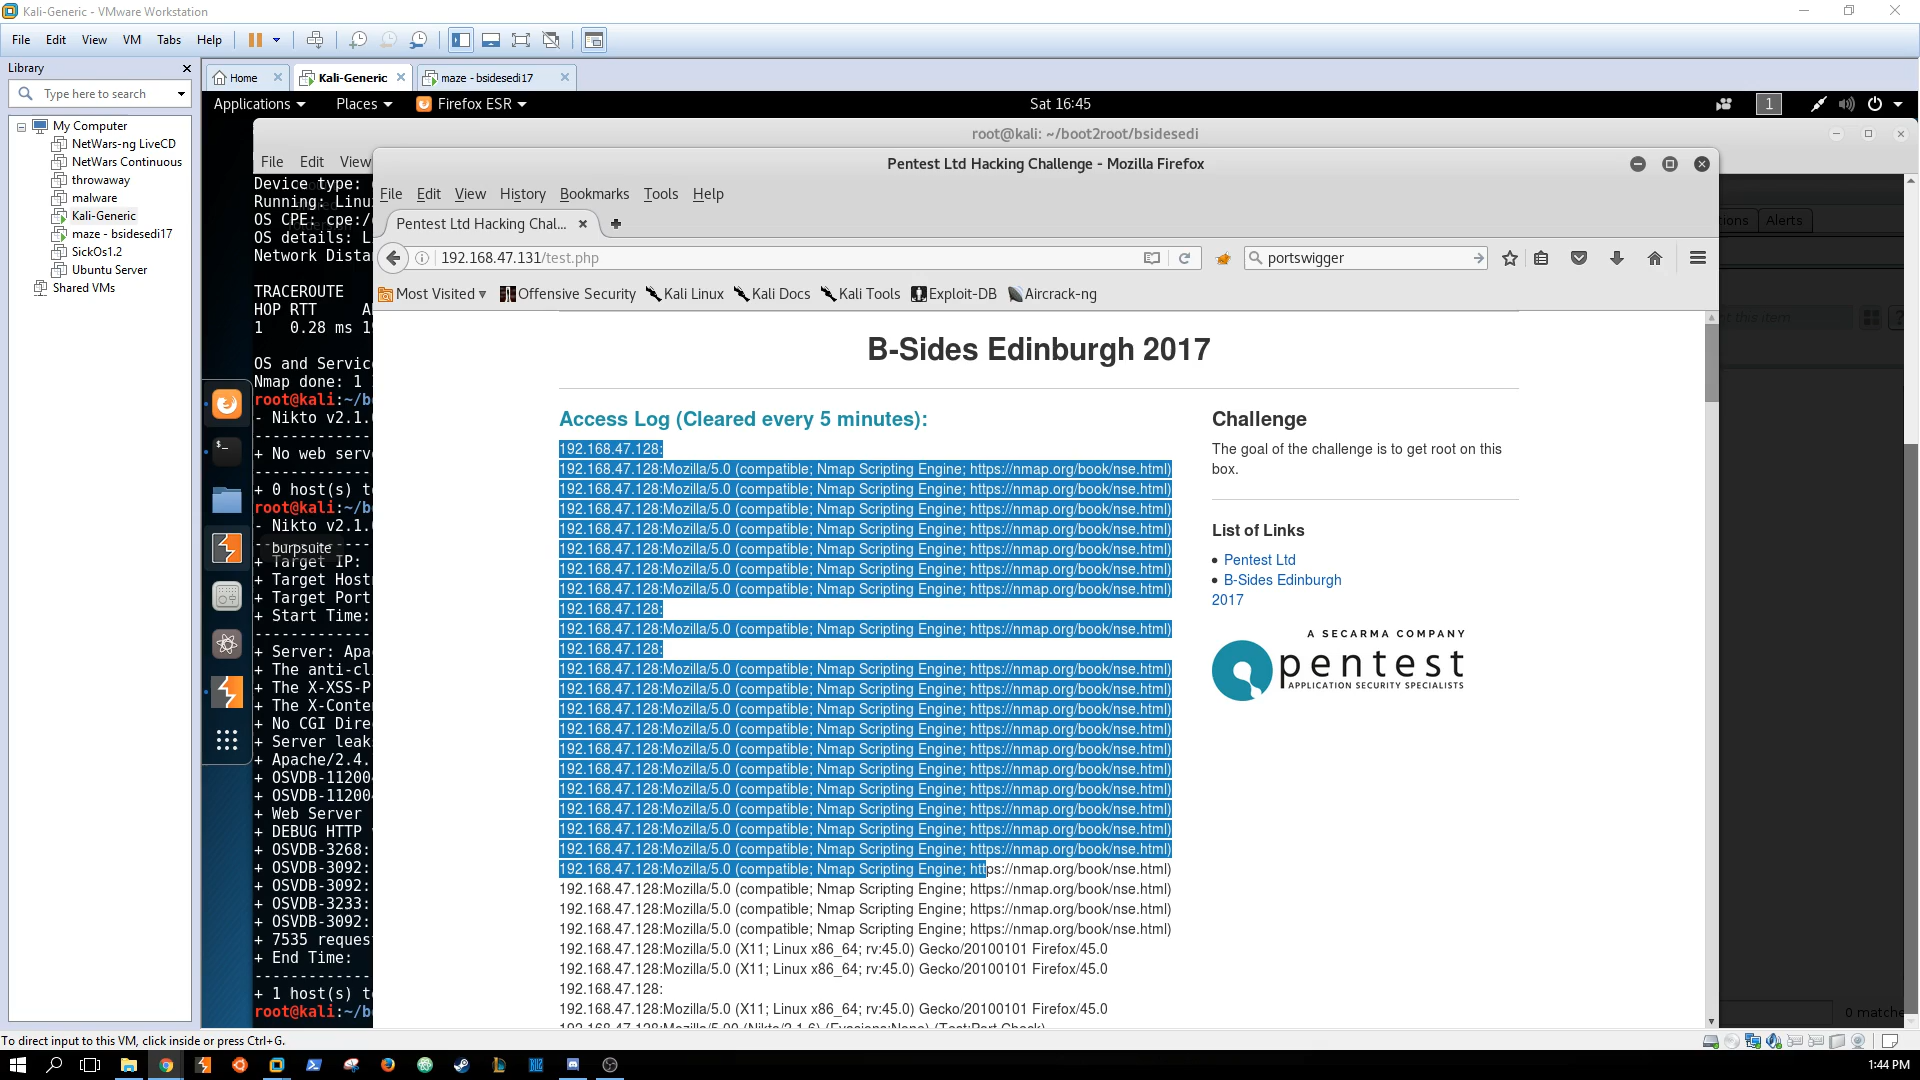 Kali-Generic - VMware Workstation
File Edit View VM Tabs Help
Library
Type here to search
My Computer
NetWars-ng LiveCD
NetWars Continuous
throwaway
malware
Kali-Generic
maze - bsidesedi17
SickOs1.2
Ubuntu Server
Shared VMs
Home Kali-Generic maze - bsidesedi17
Applications Places Firefox ESR Sat 16:45 1
root@kali: ~/boot2root/bsidesedi
File Edit View
Device type:
Running: Linu
OS CPE: cpe:/
OS details: L
Network Dista
TRACEROUTE
HOP RTT A
1 0.28 ms 19
OS and Servic
Nmap done: 1
root@kali:~/b
- Nikto v2.1.
-------------
+ No web serv
-------------
+ 0 host(s) t
root@kali:~/b
- Nikto v2.1.
burpsuite
+ Target IP:
+ Target Host
+ Target Port
+ Start Time:
-------------
+ Server: Apa
+ The anti-cl
+ The X-XSS-P
+ The X-Conte
+ No CGI Dire
+ Server leak
+ Apache/2.4.
+ OSVDB-112004
+ OSVDB-112004
+ Web Server
+ DEBUG HTTP
+ OSVDB-3268:
+ OSVDB-3092:
+ OSVDB-3092:
+ OSVDB-3233:
+ OSVDB-3092:
+ 7535 reques
+ End Time:
-------------
+ 1 host(s) t
root@kali:~/b
Pentest Ltd Hacking Challenge - Mozilla Firefox
File Edit View History Bookmarks Tools Help
Pentest Ltd Hacking Chal...
192.168.47.131/test.php portswigger
Most Visited Offensive Security Kali Linux Kali Docs Kali Tools Exploit-DB Aircrack-ng
B-Sides Edinburgh 2017
Access Log (Cleared every 5 minutes):
192.168.47.128:
192.168.47.128:Mozilla/5.0 (compatible; Nmap Scripting Engine; https://nmap.org/book/nse.html)
192.168.47.128:Mozilla/5.0 (compatible; Nmap Scripting Engine; https://nmap.org/book/nse.html)
192.168.47.128:Mozilla/5.0 (compatible; Nmap Scripting Engine; https://nmap.org/book/nse.html)
192.168.47.128:Mozilla/5.0 (compatible; Nmap Scripting Engine; https://nmap.org/book/nse.html)
192.168.47.128:Mozilla/5.0 (compatible; Nmap Scripting Engine; https://nmap.org/book/nse.html)
192.168.47.128:Mozilla/5.0 (compatible; Nmap Scripting Engine; https://nmap.org/book/nse.html)
192.168.47.128:Mozilla/5.0 (compatible; Nmap Scripting Engine; https://nmap.org/book/nse.html)
192.168.47.128:
192.168.47.128:Mozilla/5.0 (compatible; Nmap Scripting Engine; https://nmap.org/book/nse.html)
192.168.47.128:
192.168.47.128:Mozilla/5.0 (compatible; Nmap Scripting Engine; https://nmap.org/book/nse.html)
192.168.47.128:Mozilla/5.0 (compatible; Nmap Scripting Engine; https://nmap.org/book/nse.html)
192.168.47.128:Mozilla/5.0 (compatible; Nmap Scripting Engine; https://nmap.org/book/nse.html)
192.168.47.128:Mozilla/5.0 (compatible; Nmap Scripting Engine; https://nmap.org/book/nse.html)
192.168.47.128:Mozilla/5.0 (compatible; Nmap Scripting Engine; https://nmap.org/book/nse.html)
192.168.47.128:Mozilla/5.0 (compatible; Nmap Scripting Engine; https://nmap.org/book/nse.html)
192.168.47.128:Mozilla/5.0 (compatible; Nmap Scripting Engine; https://nmap.org/book/nse.html)
192.168.47.128:Mozilla/5.0 (compatible; Nmap Scripting Engine; https://nmap.org/book/nse.html)
192.168.47.128:Mozilla/5.0 (compatible; Nmap Scripting Engine; https://nmap.org/book/nse.html)
192.168.47.128:Mozilla/5.0 (compatible; Nmap Scripting Engine; https://nmap.org/book/nse.html)
192.168.47.128:Mozilla/5.0 (compatible; Nmap Scripting Engine; https://nmap.org/book/nse.html)
192.168.47.128:Mozilla/5.0 (compatible; Nmap Scripting Engine; https://nmap.org/book/nse.html)
192.168.47.128:Mozilla/5.0 (compatible; Nmap Scripting Engine; https://nmap.org/book/nse.html)
192.168.47.128:Mozilla/5.0 (compatible; Nmap Scripting Engine; https://nmap.org/book/nse.html)
192.168.47.128:Mozilla/5.0 (X11; Linux x86_64; rv:45.0) Gecko/20100101 Firefox/45.0
192.168.47.128:Mozilla/5.0 (X11; Linux x86_64; rv:45.0) Gecko/20100101 Firefox/45.0
192.168.47.128:
192.168.47.128:Mozilla/5.0 (X11; Linux x86_64; rv:45.0) Gecko/20100101 Firefox/45.0
192.168.47.128:Mozilla/5.00 (Nikto/2.1.6) (Evasions:None) (Test:Port Check)
Challenge
The goal of the challenge is to get root on this
box.
List of Links
Pentest Ltd
B-Sides Edinburgh
2017
A SECARMA COMPANY
pentest
APPLICATION SECURITY SPECIALISTS
ions Alerts
this item
0 matche
To direct input to this VM, click inside or press Ctrl+G.
1:44 PM